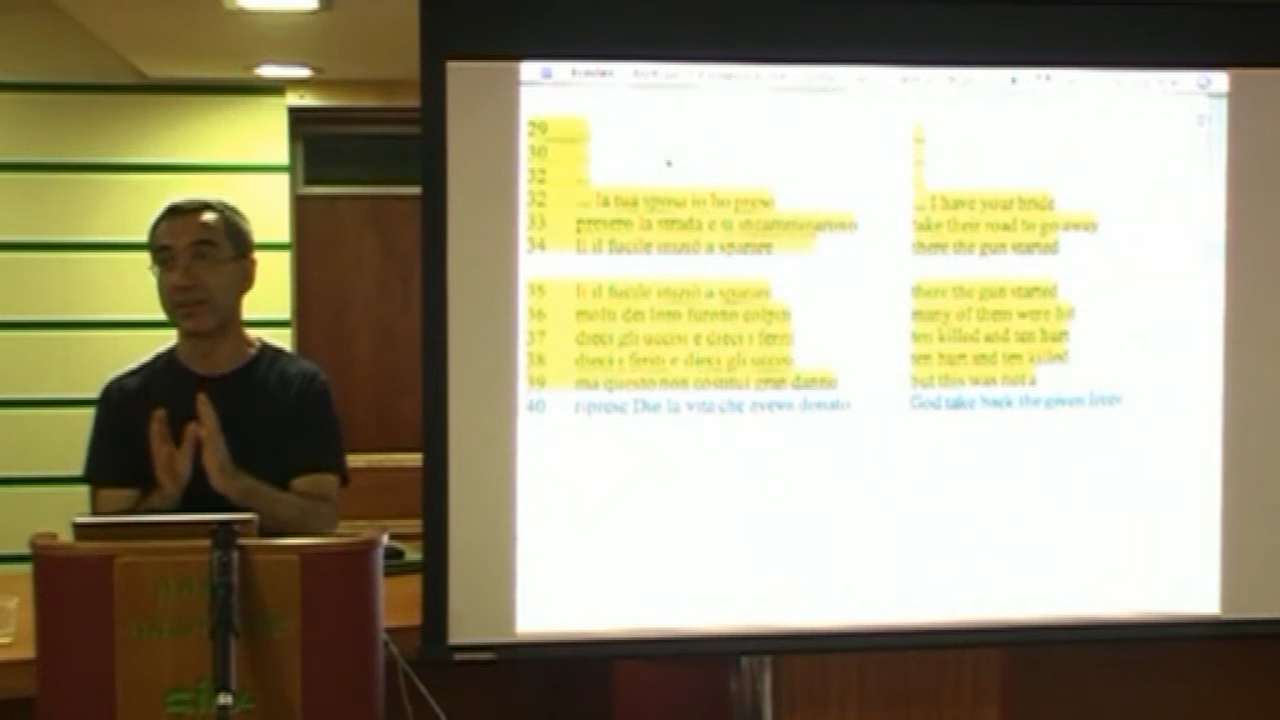 29
30
32
32 ... la tua sposa io ho preso ... I have your bride
33 presero la strada e si incamminarono take their road to go away
34 lì il fucile iniziò a sparare there the gun started
35 lì il fucile iniziò a sparare there the gun started
36 molti dei loro furono colpiti many of them were hit
37 dieci gli uccisi e dieci i feriti ten killed and ten hurt
38 dieci i feriti e dieci gli uccisi ten hurt and ten killed
39 ma questo non costituì gran danno but this was not a
40 riprese Dio la vita che aveva donato God take back the given lives